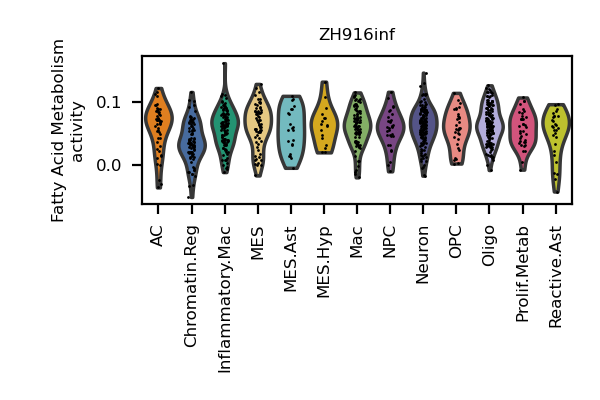 ZH916inf
Fatty Acid Metabolism
activity
0.1
0.0
AC
Chromatin.Reg
Inflammatory.Mac
MES
MES.Ast
MES.Hyp
Mac
NPC
Neuron
OPC
Oligo
Prolif.Metab
Reactive.Ast